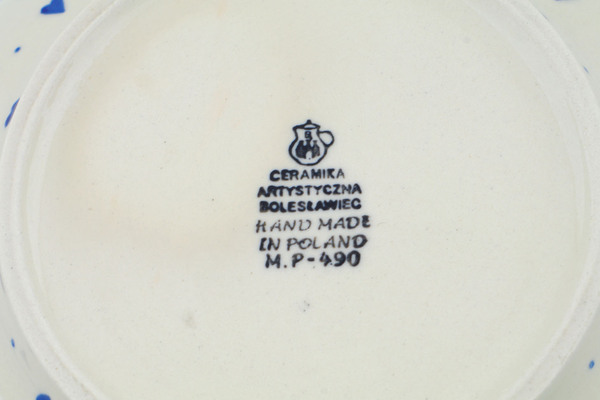 B
CERAMIKA
ARTYSTYCZNA
BOLESŁAWIEC
HAND MADE
IN POLAND
M.P-490